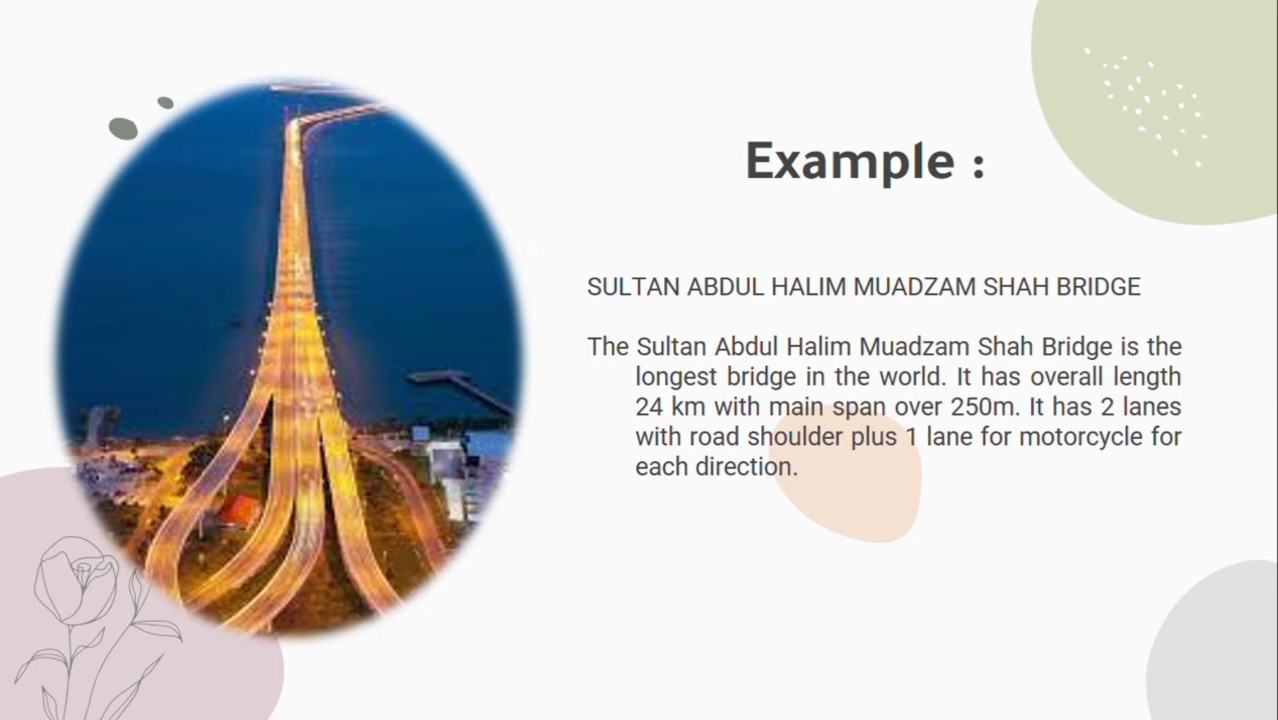 Example :
SULTAN ABDUL HALIM MUADZAM SHAH BRIDGE
The Sultan Abdul Halim Muadzam Shah Bridge is the
longest bridge in the world. It has overall length
24 km with main span over 250m. It has 2 lanes
with road shoulder plus 1 lane for motorcycle for
each direction.